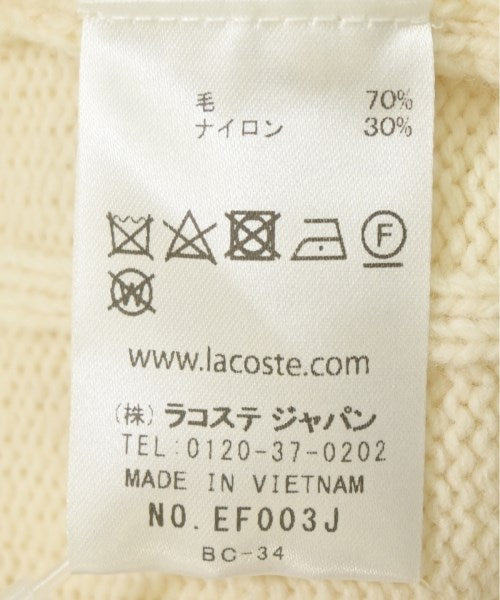 毛 70%
ナイロン 30%
F
W
www.lacoste.com
(株) ラコステ ジャパン
TEL:0120-37-0202
MADE IN VIETNAM
NO. EF003J
BC-34